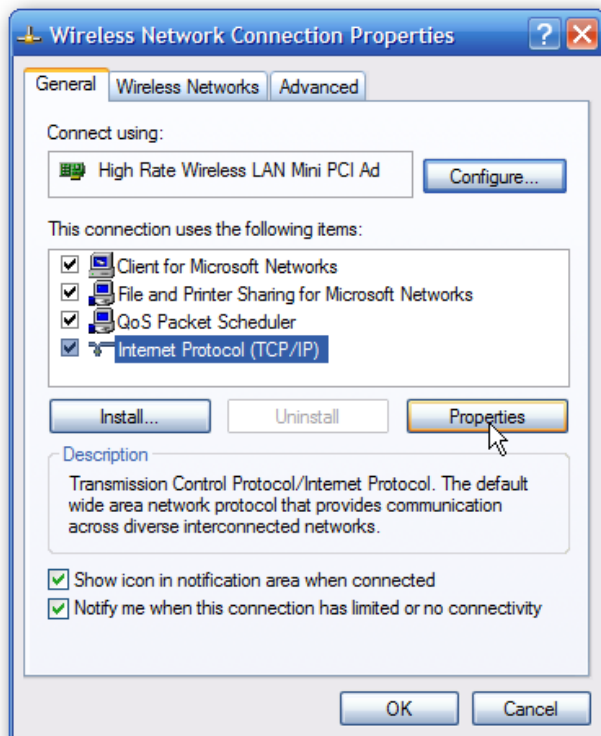 Wireless Network Connection Properties
General
Wireless Networks
Advanced
Connect using:
High Rate Wireless LAN Mini PCI Ad
Configure...
This connection uses the following items:
Client for Microsoft Networks
File and Printer Sharing for Microsoft Networks
QoS Packet Scheduler
Internet Protocol (TCP/IP)
Install...
Uninstall
Properties
Description
Transmission Control Protocol/Internet Protocol. The default
wide area network protocol that provides communication
across diverse interconnected networks.
Show icon in notification area when connected
Notify me when this connection has limited or no connectivity
OK
Cancel